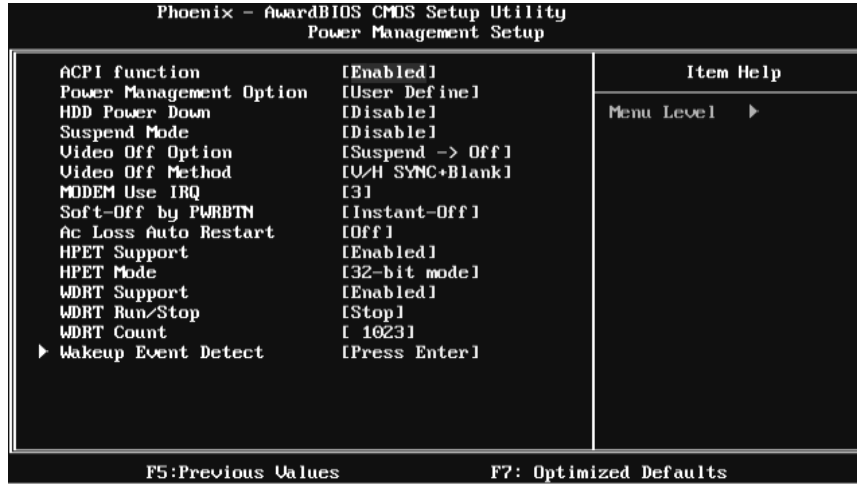 Phoenix - AwardBIOS CMOS Setup Utility
Power Management Setup
ACPI function [Enabled]
Power Management Option [User Define]
HDD Power Down [Disable]
Suspend Mode [Disable]
Video Off Option [Suspend -> Off]
Video Off Method [V/H SYNC+Blank]
MODEM Use IRQ [3]
Soft-Off by PWRBTN [Instant-Off]
Ac Loss Auto Restart [Off]
HPET Support [Enabled]
HPET Mode [32-bit mode]
WDRT Support [Enabled]
WDRT Run/Stop [Stop]
WDRT Count [ 1023]
Wakeup Event Detect [Press Enter]
Item Help
Menu Level
F5:Previous Values F7: Optimized Defaults